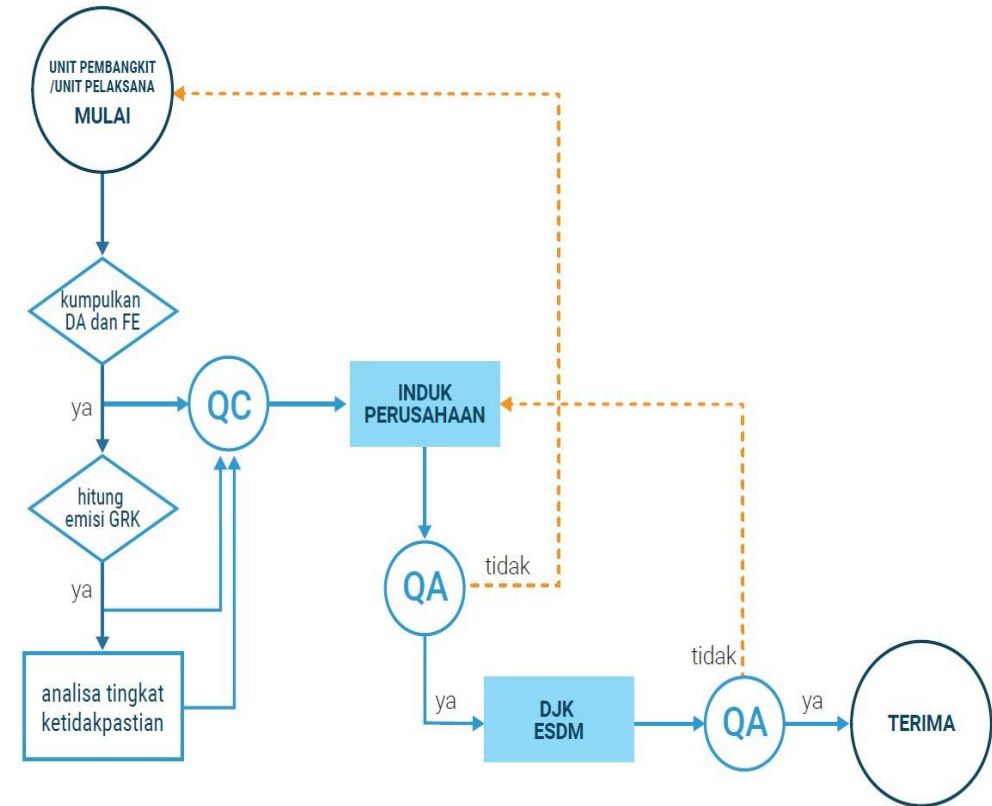 UNIT PEMBANGKIT
/UNIT PELAKSANA
MULAI
kumpulkan
DA dan FE
ya
QC
INDUK
PERUSAHAAN
hitung
emisi GRK
ya
QA
tidak
analisa tingkat
ketidakpastian
ya
DJK
ESDM
tidak
QA
ya
TERIMA